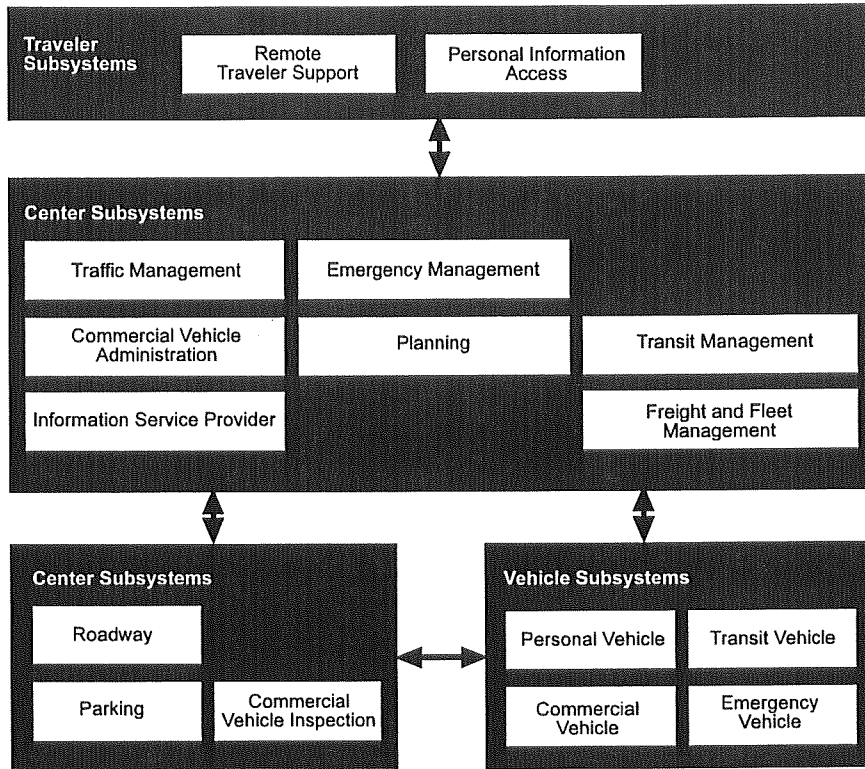 Traveler
Subsystems
Remote
Traveler Support
Personal Information
Access
Center Subsystems
Traffic Management
Emergency Management
Commercial Vehicle
Administration
Planning
Transit Management
Information Service Provider
Freight and Fleet
Management
Center Subsystems
Roadway
Parking
Commercial
Vehicle Inspection
Vehicle Subsystems
Personal Vehicle
Transit Vehicle
Commercial
Vehicle
Emergency
Vehicle